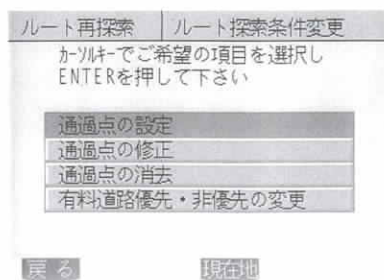 ルート再探索 ルート探索条件変更
ｶｰｿﾙｷｰでご希望の項目を選択し
ENTERを押して下さい
通過点の設定
通過点の修正
通過点の消去
有料道路優先・非優先の変更
戻る 現在地